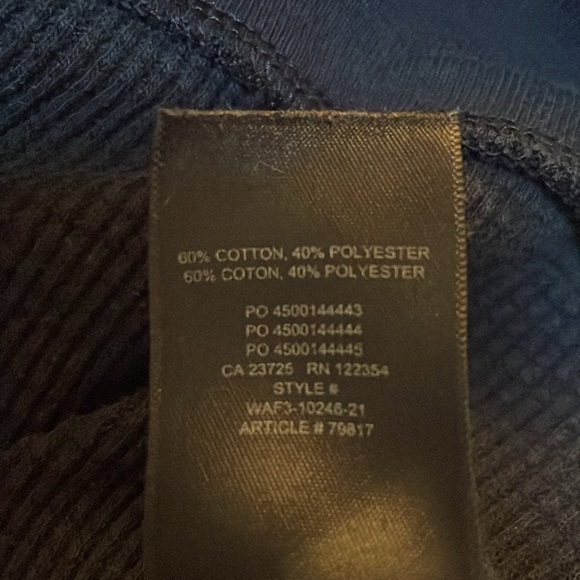 60% COTTON, 40% POLYESTER
60% COTON, 40% POLYESTER
PO 4500144443
PO 4500144444
PO 4500144445
CA 23725 RN 122354
STYLE #
WAF3-10246-21
ARTICLE # 79817